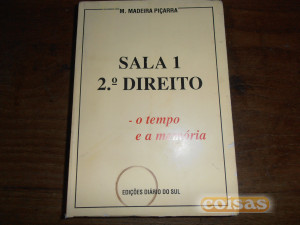 M. MADEIRA PIÇARRA
SALA 1
2.º DIREITO
- o tempo
e a memória
EDIÇÕES DIÁRIO DO SUL
coisas